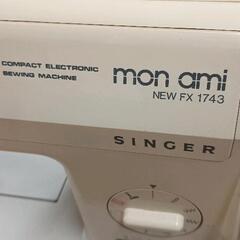 COMPACT ELECTRONIC
SEWING MACHINE
mon ami
NEW FX 1743
SINGER